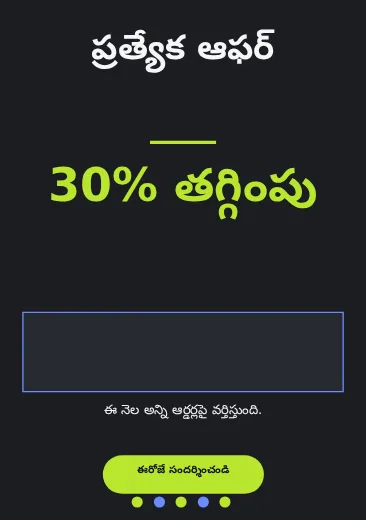 ప్రత్యేక ఆఫర్
30% తగ్గింపు
ఈ నెల అన్ని ఆర్డర్లపై వర్తిస్తుంది.
ఈరోజే సందర్శించండి